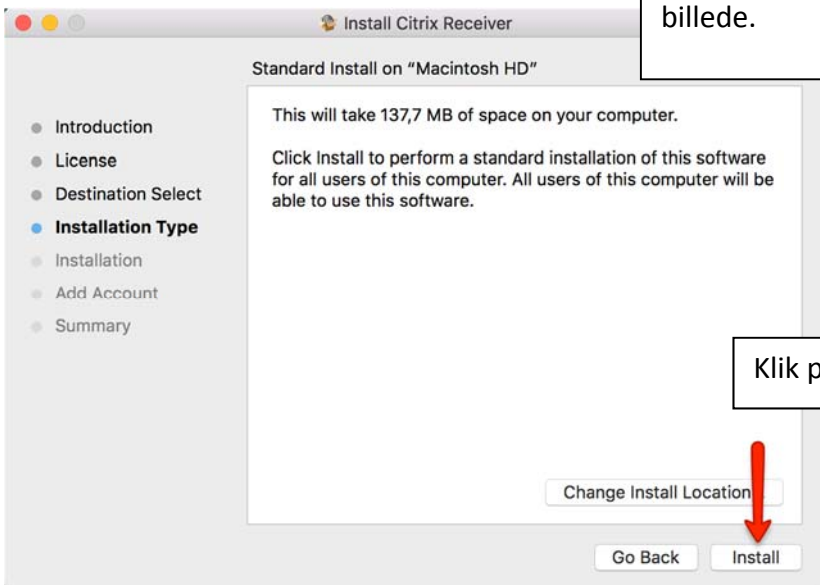 billede.
Install Citrix Receiver
Standard Install on “Macintosh HD”
Introduction
License
Destination Select
Installation Type
Installation
Add Account
Summary
This will take 137,7 MB of space on your computer.
Click Install to perform a standard installation of this software
for all users of this computer. All users of this computer will be
able to use this software.
Klik
Change Install Location
Go Back
Install